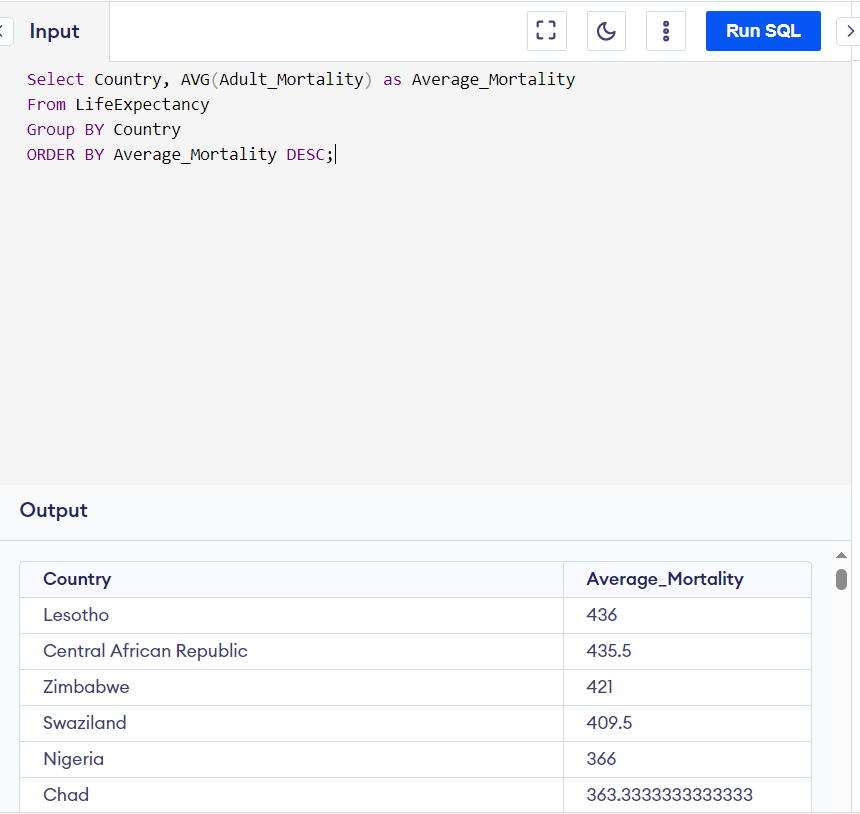 Input
Run SQL
Select Country, AVG(Adult_Mortality) as Average_Mortality
From LifeExpectancy
Group BY Country
ORDER BY Average_Mortality DESC;
Output
Country Average_Mortality
Lesotho 436
Central African Republic 435.5
Zimbabwe 421
Swaziland 409.5
Nigeria 366
Chad 363.3333333333333